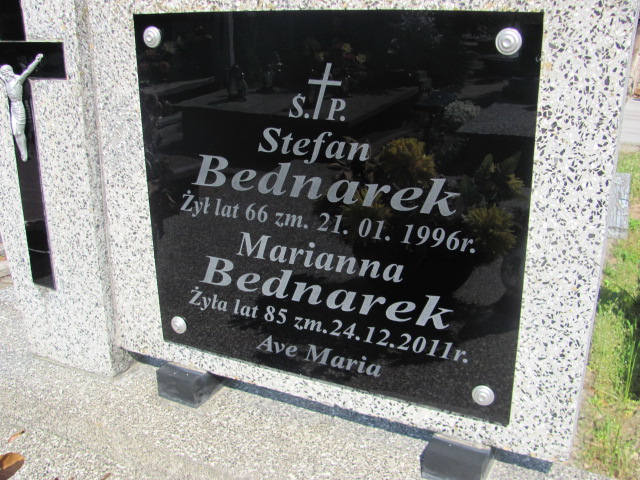 Ś.†P.
Stefan
Bednarek
Żył lat 66 zm. 21. 01. 1996r.
Marianna
Bednarek
Żyła lat 85 zm.24.12.2011r.
Ave Maria